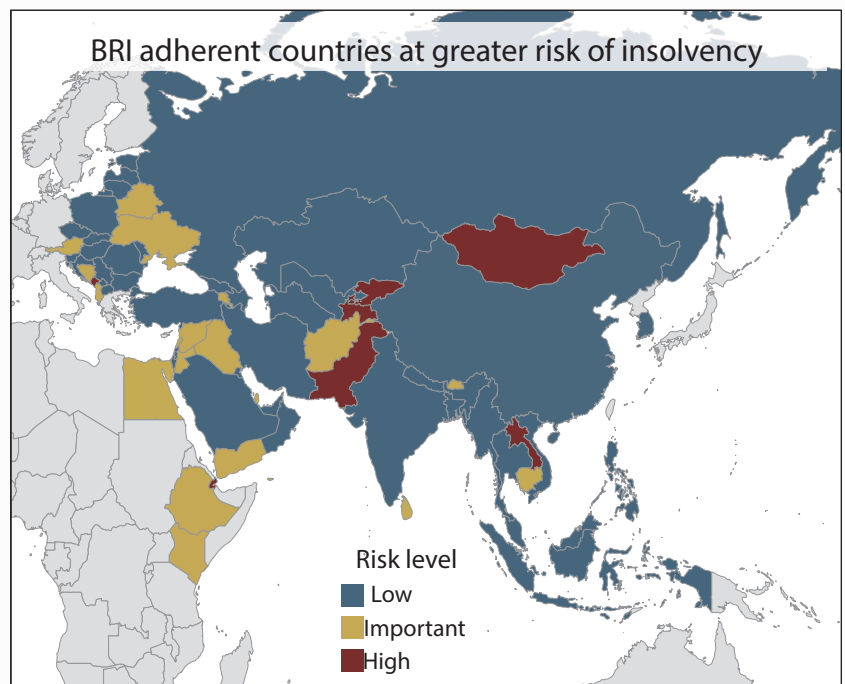 BRI adherent countries at greater risk of insolvency
Risk level
Low
Important
High